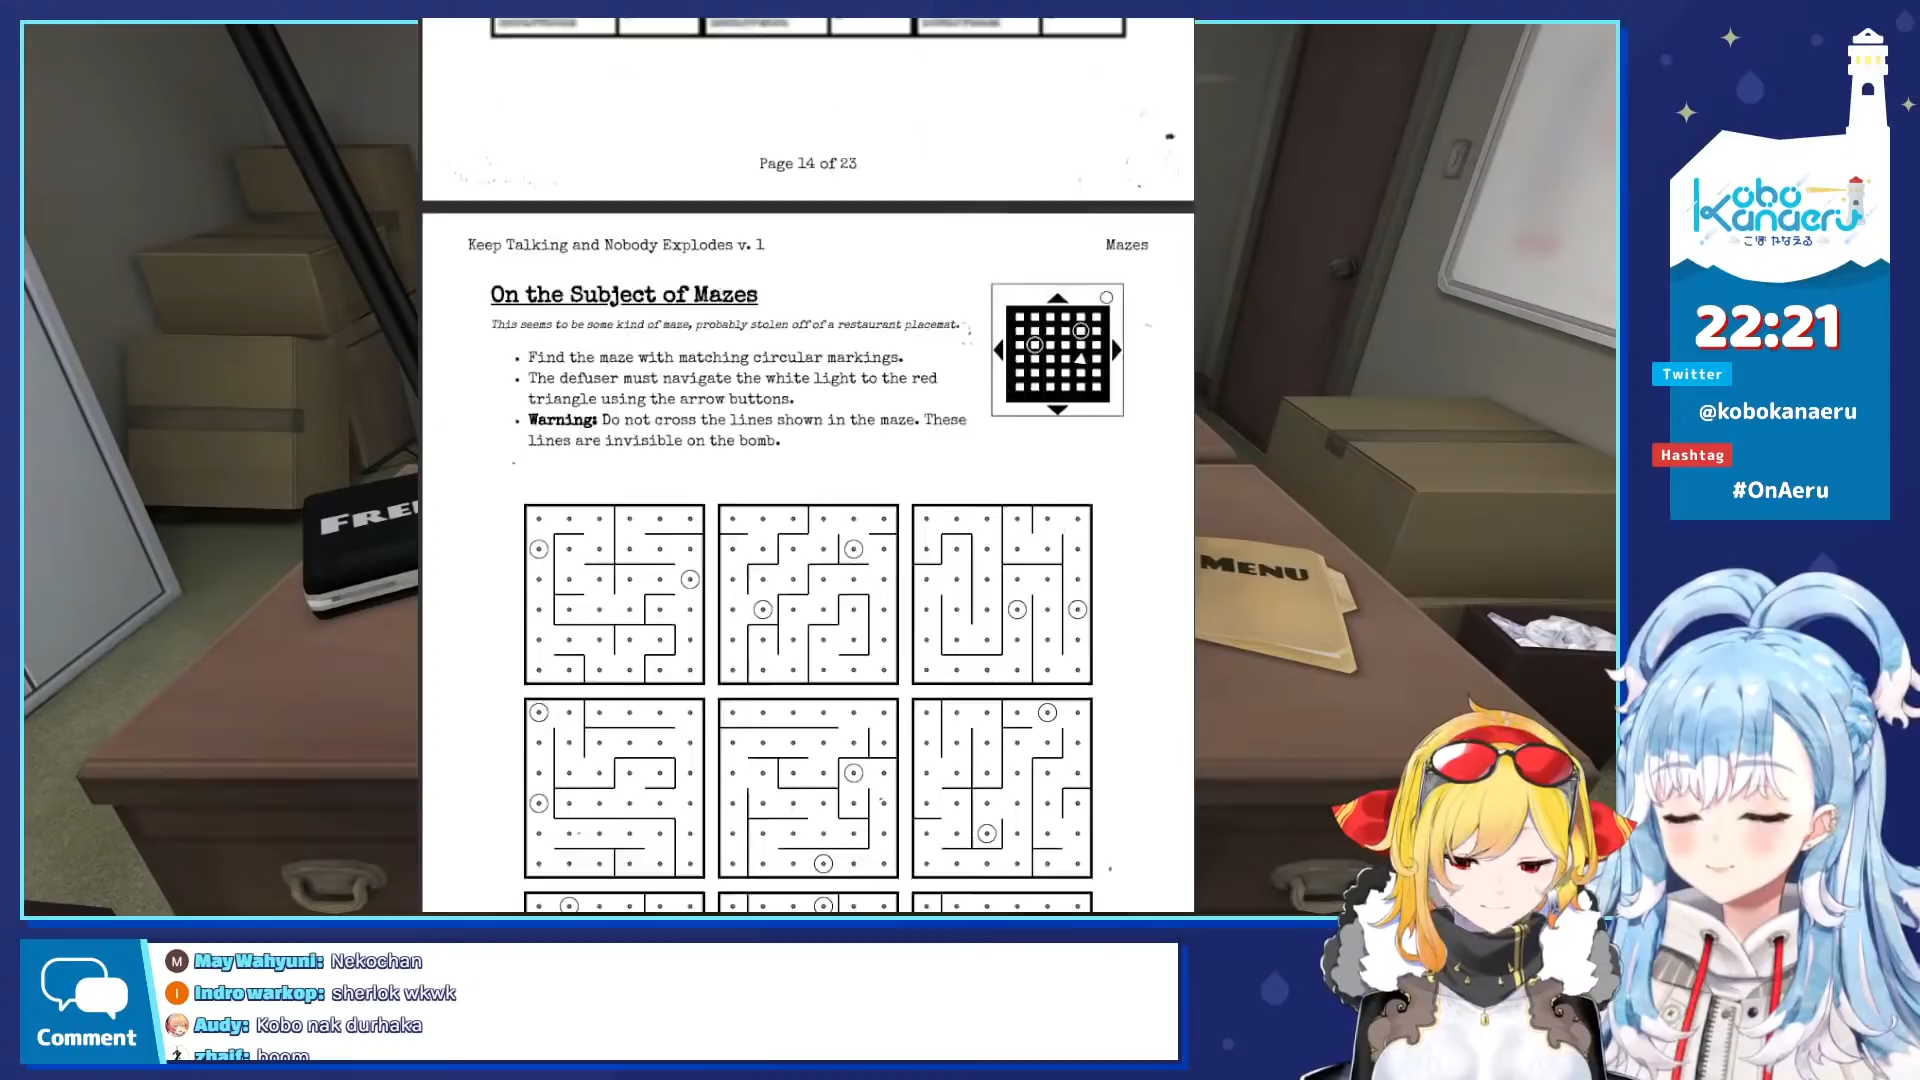 Page 14 of 23
Keep Talking and Nobody Explodes v. 1
Mazes
On the Subject of Mazes
This seems to be some kind of maze, probably stolen off of a restaurant placemat.
• Find the maze with matching circular markings.
• The defuser must navigate the white light to the red
triangle using the arrow buttons.
• Warning: Do not cross the lines shown in the maze. These
lines are invisible on the bomb.
MENU
Kobo
Kanaeru
こぼ かなえる
22:21
Twitter
@kobokanaeru
Hashtag
#OnAeru
Comment
M May Wahyuni: Nekochan
I Indro warkop: sherlok wkwk
Audy: Kobo nak durhaka
zhaif: boom